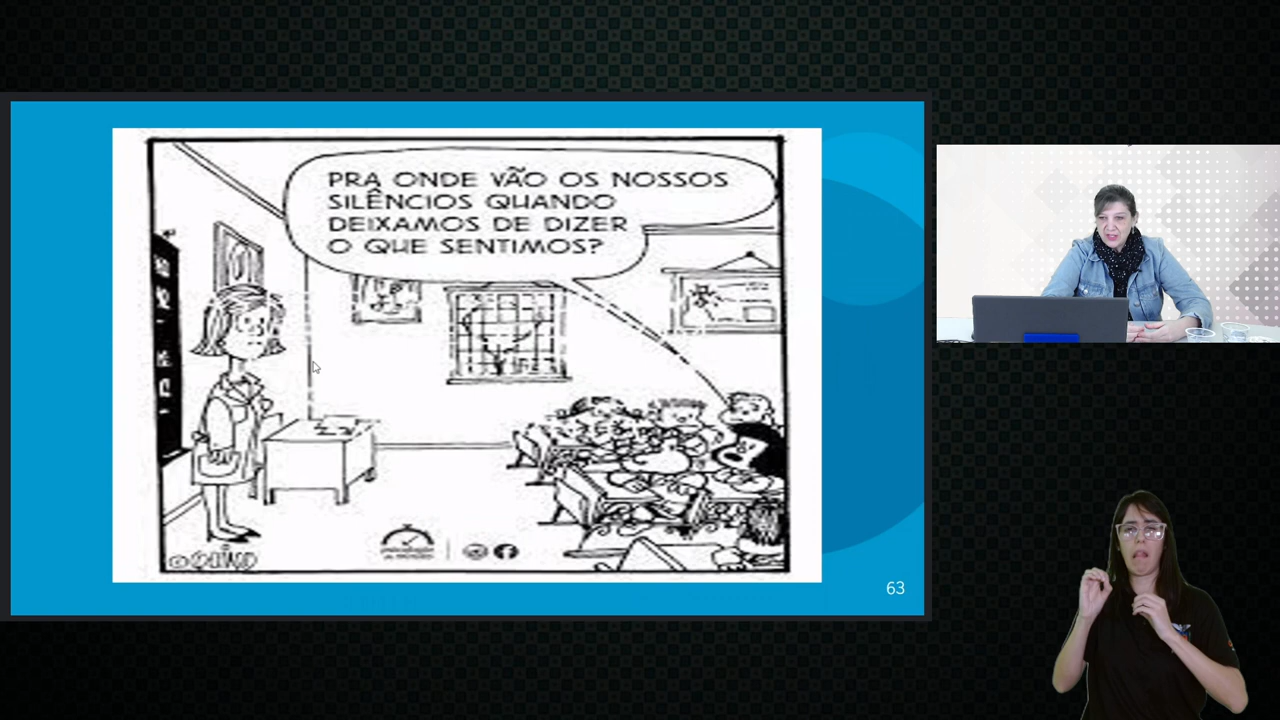 PRA ONDE VÃO OS NOSSOS
SILÊNCIOS QUANDO
DEIXAMOS DE DIZER
O QUE SENTIMOS?
63